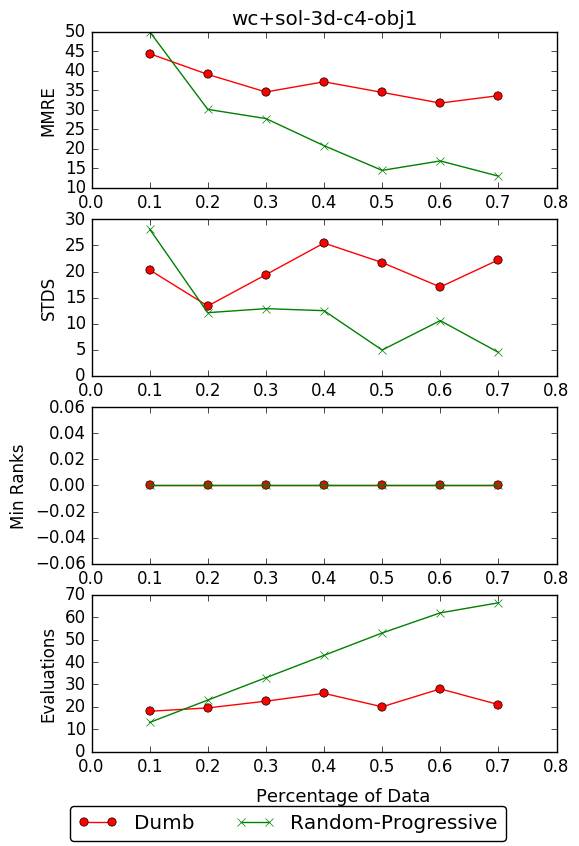 wc+sol-3d-c4-obj1
50
45
40
35
30
25
20
15
10
MMRE
0.0 0.1 0.2 0.3 0.4 0.5 0.6 0.7 0.8
30
25
20
15
10
5
0
STDS
0.0 0.1 0.2 0.3 0.4 0.5 0.6 0.7 0.8
0.06
0.04
0.02
0.00
−0.02
−0.04
−0.06
Min Ranks
0.0 0.1 0.2 0.3 0.4 0.5 0.6 0.7 0.8
70
60
50
40
30
20
10
0
Evaluations
0.0 0.1 0.2 0.3 0.4 0.5 0.6 0.7 0.8
Percentage of Data
Dumb Random-Progressive